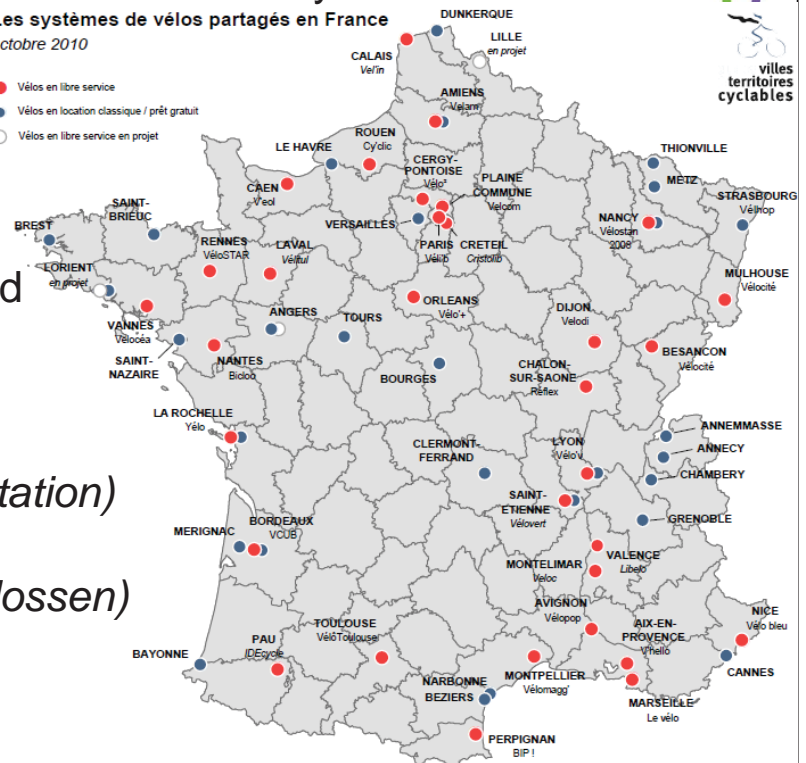 Les systèmes de vélos partagés en France
ctobre 2010
Vélos en libre service
Vélos en location classique / prêt gratuit
Vélos en libre service en projet
villes
territoires
cyclables
DUNKERQUE
LILLE
en projet
CALAIS
Vel'in
AMIENS
Velam
ROUEN
Cy'clic
LE HAVRE
CERGY-
PONTOISE
Vélo²
PLAINE
COMMUNE
Velcom
THIONVILLE
METZ
STRASBOURG
Vélhop
CAEN
V'eol
SAINT-
BRIEUC
BREST
VERSAILLES
NANCY
Vélostan
2008
PARIS
Vélib
CRETEIL
Cristolib
RENNES
VéloSTAR
LAVAL
Vélitul
LORIENT
en projet
d
MULHOUSE
Vélocité
ORLEANS
Vélo'+
ANGERS
TOURS
DIJON
Velodi
VANNES
Vélocéa
BESANCON
Vélocité
SAINT-
NAZAIRE
NANTES
Bicloo
BOURGES
CHALON-
SUR-SAONE
Réflex
LA ROCHELLE
Yélo
ANNEMMASSE
CLERMONT-
FERRAND
LYON
Vélo'v
ANNECY
CHAMBERY
tation)
SAINT-
ETIENNE
Vélovert
GRENOBLE
MERIGNAC
BORDEAUX
VCUB
VALENCE
Libelo
MONTELIMAR
Veloc
lossen)
AVIGNON
Vélopop
AIX-EN-
PROVENCE
V'hello
NICE
Vélo bleu
TOULOUSE
VélôToulouse
PAU
IDEcycle
BAYONNE
CANNES
NARBONNE
BEZIERS
MONTPELLIER
Vélomagg'
MARSEILLE
Le vélo
PERPIGNAN
BIP !